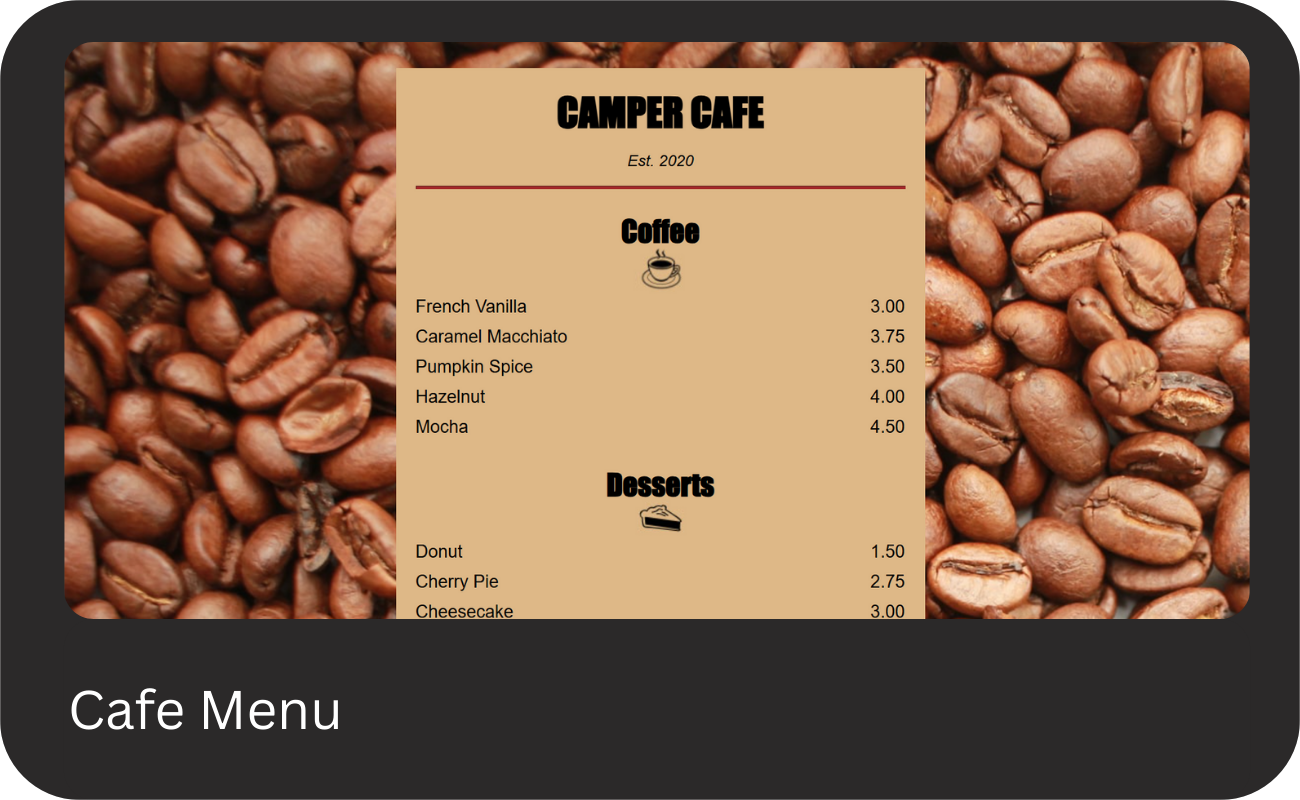 CAMPER CAFE
Est. 2020
Coffee
French Vanilla 3.00
Caramel Macchiato 3.75
Pumpkin Spice 3.50
Hazelnut 4.00
Mocha 4.50
Desserts
Donut 1.50
Cherry Pie 2.75
Cheesecake 3.00
Cafe Menu